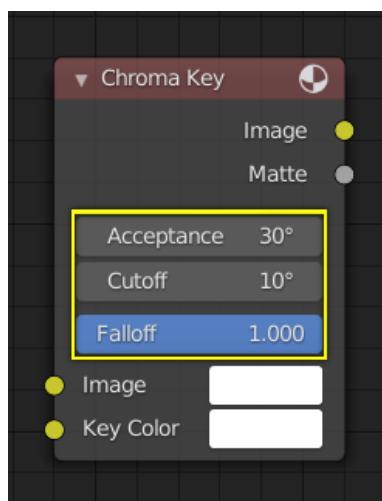 Chroma Key
Image
Matte
Acceptance 30°
Cutoff 10°
Falloff 1.000
Image
Key Color